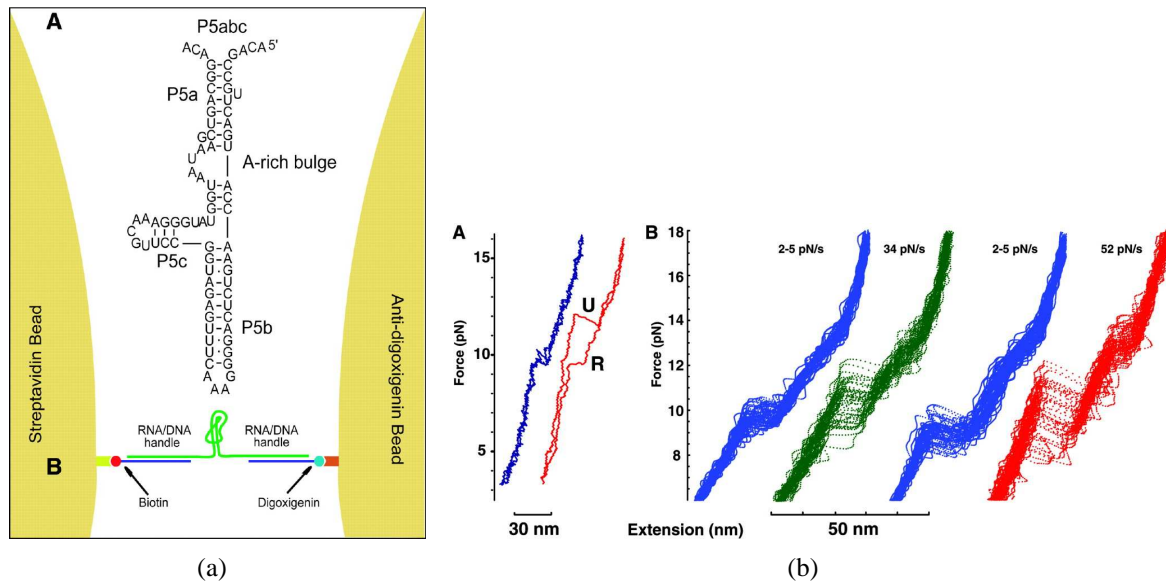 A
P5abc
ACA GACA 5'
P5a
A-rich bulge
P5c
P5b
Streptavidin Bead
Anti-digoxigenin Bead
RNA/DNA
handle
RNA/DNA
handle
B
Biotin
Digoxigenin
(a)
A
Force (pN)
15
10
5
U
R
30 nm
B
Force (pN)
18
16
14
12
10
8
2-5 pN/s
34 pN/s
2-5 pN/s
52 pN/s
Extension (nm)
50 nm
(b)